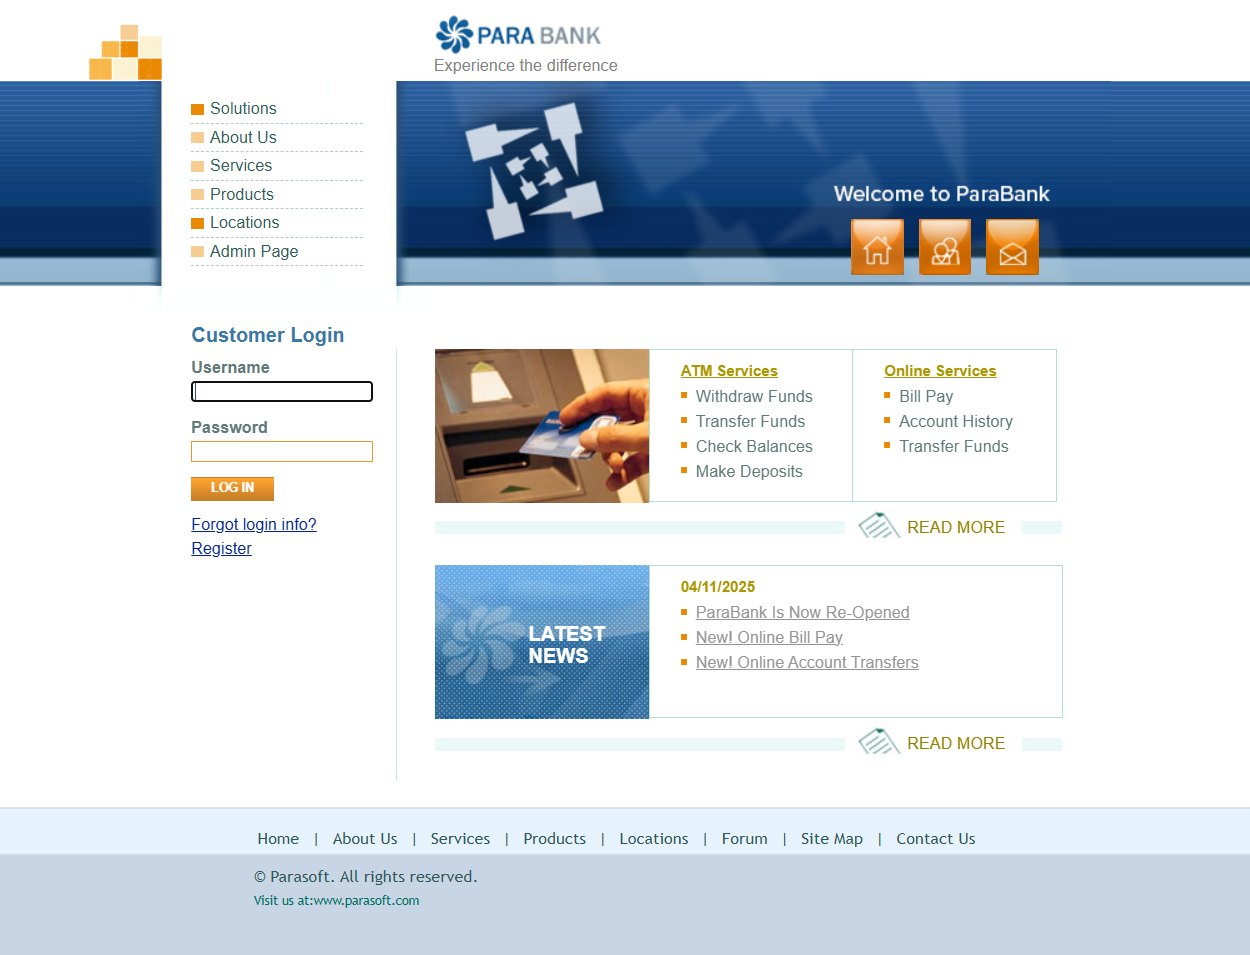 PARA BANK
Experience the difference
Solutions
About Us
Services
Products
Locations
Admin Page
Welcome to ParaBank
Customer Login
Username
Password
LOG IN
Forgot login info?
Register
ATM Services
Withdraw Funds
Transfer Funds
Check Balances
Make Deposits
Online Services
Bill Pay
Account History
Transfer Funds
READ MORE
LATEST
NEWS
04/11/2025
ParaBank Is Now Re-Opened
New! Online Bill Pay
New! Online Account Transfers
READ MORE
Home | About Us | Services | Products | Locations | Forum | Site Map | Contact Us
© Parasoft. All rights reserved.
Visit us at:www.parasoft.com